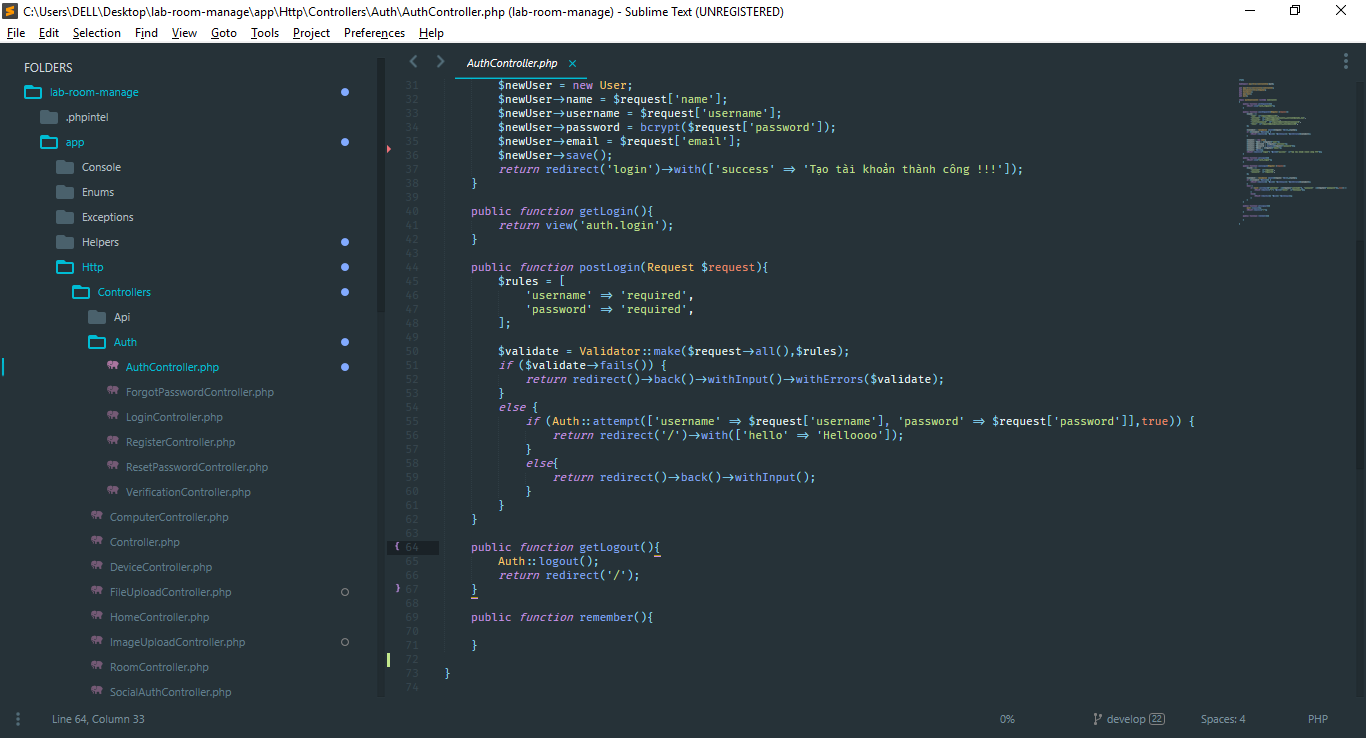 C:\Users\DELL\Desktop\lab-room-manage\app\Http\Controllers\Auth\AuthController.php (lab-room-manage) - Sublime Text (UNREGISTERED)
File Edit Selection Find View Goto Tools Project Preferences Help
FOLDERS
lab-room-manage
.phpintel
app
Console
Enums
Exceptions
Helpers
Http
Controllers
Api
Auth
AuthController.php
ForgotPasswordController.php
LoginController.php
RegisterController.php
ResetPasswordController.php
VerificationController.php
ComputerController.php
Controller.php
DeviceController.php
FileUploadController.php
HomeController.php
ImageUploadController.php
RoomController.php
SocialAuthController.php
AuthController.php ×
31 $newUser = new User;
32 $newUser->name = $request['name'];
33 $newUser->username = $request['username'];
34 $newUser->password = bcrypt($request['password']);
35 $newUser->email = $request['email'];
36 $newUser->save();
37 return redirect('login')->with(['success' => 'Tạo tài khoản thành công !!!']);
38 }
39
40 public function getLogin(){
41 return view('auth.login');
42 }
43
44 public function postLogin(Request $request){
45 $rules = [
46 'username' => 'required',
47 'password' => 'required',
48 ];
49
50 $validate = Validator::make($request->all(),$rules);
51 if ($validate->fails()) {
52 return redirect()->back()->withInput()->withErrors($validate);
53 }
54 else {
55 if (Auth::attempt(['username' => $request['username'], 'password' => $request['password']],true)) {
56 return redirect('/')->with(['hello' => 'Helloooo']);
57 }
58 else{
59 return redirect()->back()->withInput();
60 }
61 }
62 }
63
64 public function getLogout(){
65 Auth::logout();
66 return redirect('/');
67 }
68
69 public function remember(){
70
71 }
72
73 }
74
Line 64, Column 33 0% develop 22 Spaces: 4 PHP